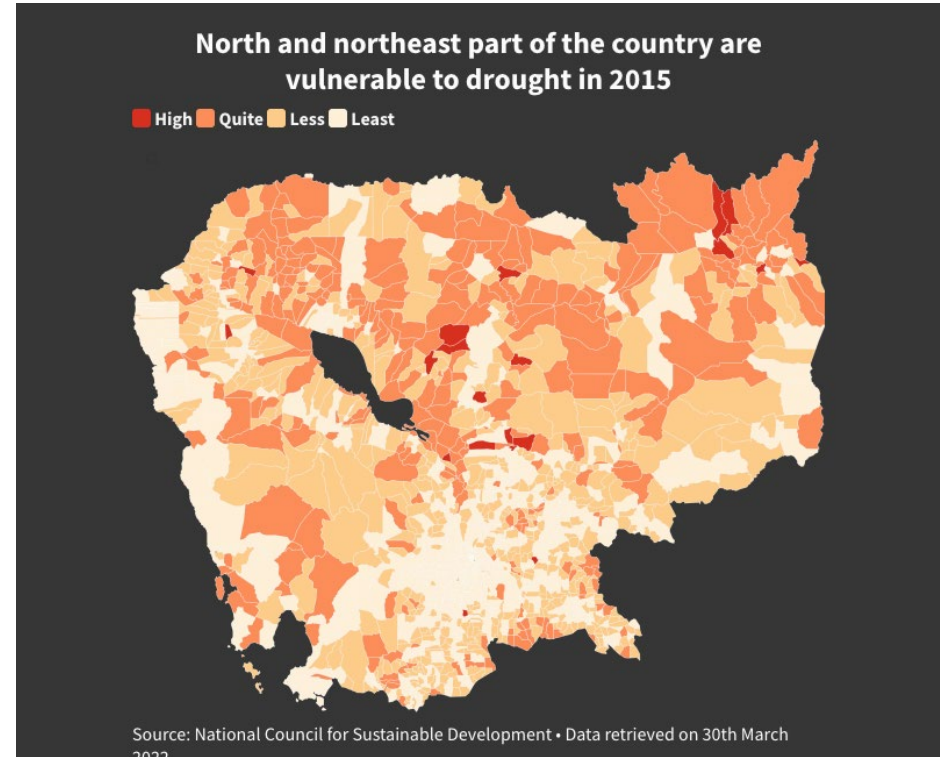 North and northeast part of the country are
vulnerable to drought in 2015
High Quite Less Least
Source: National Council for Sustainable Development • Data retrieved on 30th March